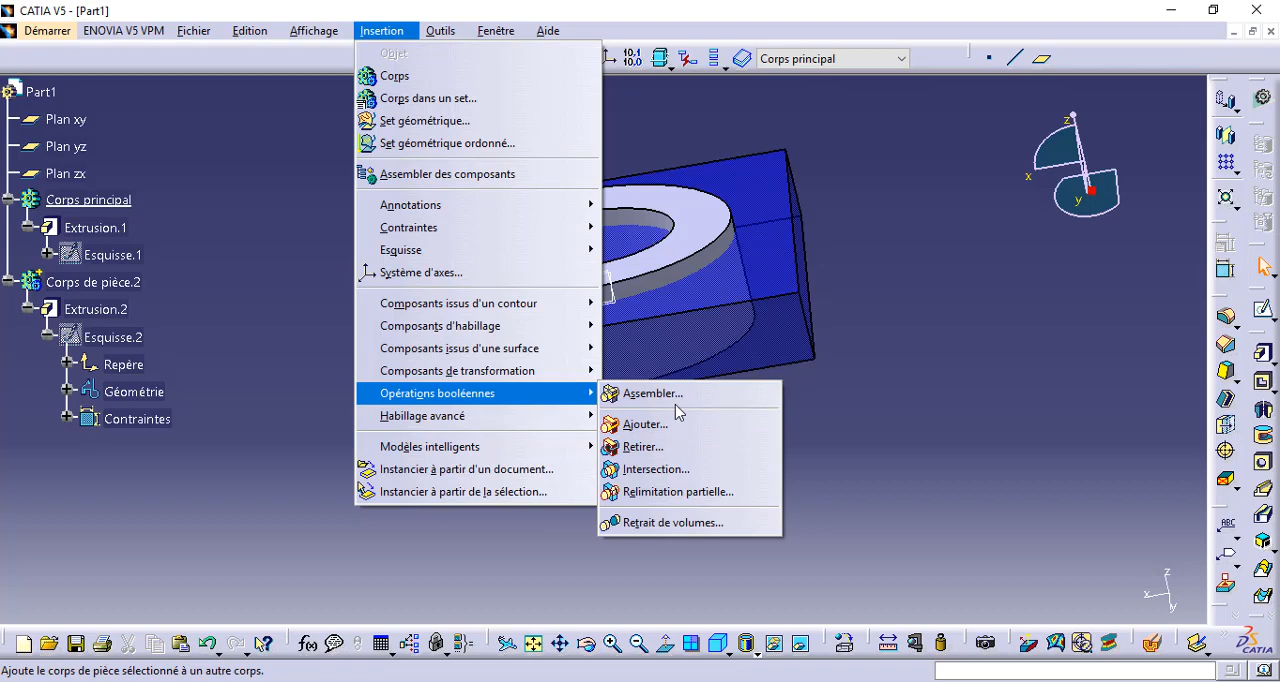 CATIA V5 - [Part1]
Démarrer ENOVIA V5 VPM Fichier Edition Affichage Insertion Outils Fenêtre Aide
Objet
Corps
Corps dans un set...
Set géométrique...
Set géométrique ordonné...
Assembler des composants
Annotations
Contraintes
Esquisse
Système d'axes...
Composants issus d'un contour
Composants d'habillage
Composants issus d'une surface
Composants de transformation
Opérations booléennes
Habillage avancé
Modèles intelligents
Instancier à partir d'un document...
Instancier à partir de la sélection...
Assembler...
Ajouter...
Retirer...
Intersection...
Relimitation partielle...
Retrait de volumes...
10.1
10.0
Corps principal
Part1
Plan xy
Plan yz
Plan zx
Corps principal
Extrusion.1
Esquisse.1
Corps de pièce.2
Extrusion.2
Esquisse.2
Repère
Géométrie
Contraintes
z
x
y
z
x
y
ABC
f(x)
CATIA
Ajoute le corps de pièce sélectionné à un autre corps.